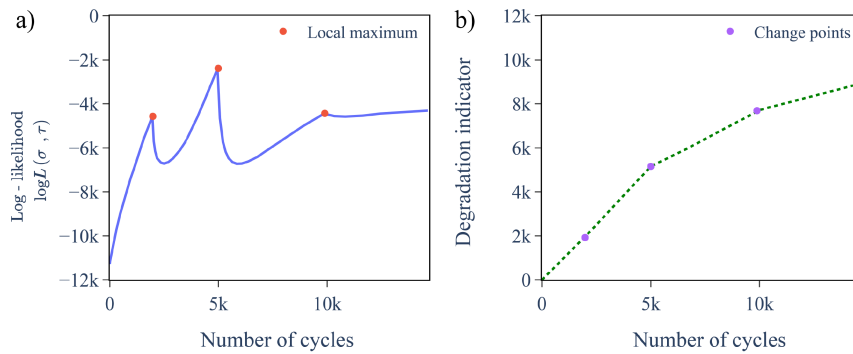 a)
0
−2k
−4k
−6k
−8k
−10k
−12k
Log - likelihood
logL (σ , τ)
Local maximum
0
5k
10k
Number of cycles
b)
12k
10k
8k
6k
4k
2k
0
Degradation indicator
Change points
0
5k
10k
Number of cycles